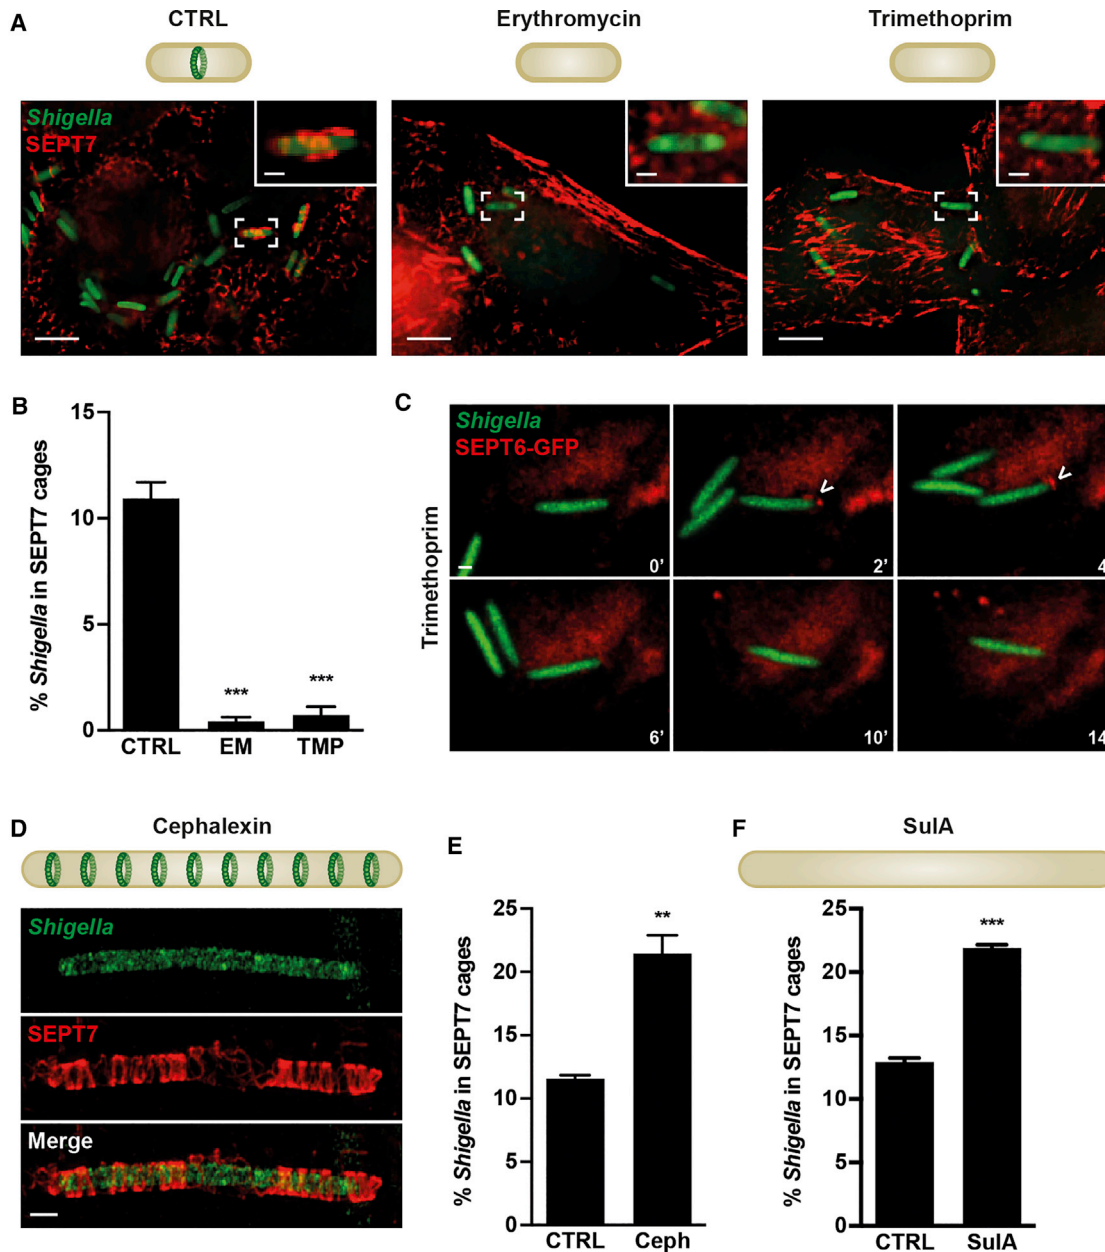 A
CTRL
Erythromycin
Trimethoprim
Shigella
SEPT7
B
% Shigella in SEPT7 cages
15
10
5
0
CTRL
EM
TMP
***
***
C
Trimethoprim
Shigella
SEPT6-GFP
0'
2'
4
6'
10'
14
D
Cephalexin
Shigella
SEPT7
Merge
E
% Shigella in SEPT7 cages
25
20
15
10
5
0
CTRL
Ceph
**
F
SulA
% Shigella in SEPT7 cages
25
20
15
10
5
0
CTRL
SulA
***